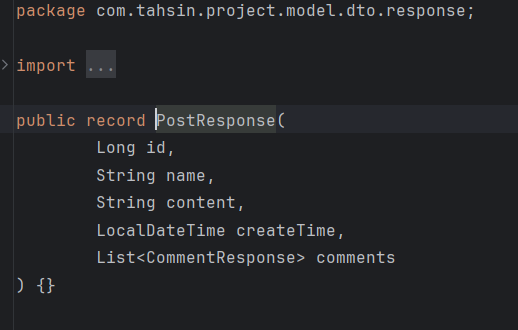 package com.tahsin.project.model.dto.response;
import ...
public record PostResponse(
Long id,
String name,
String content,
LocalDateTime createTime,
List<CommentResponse> comments
) {}